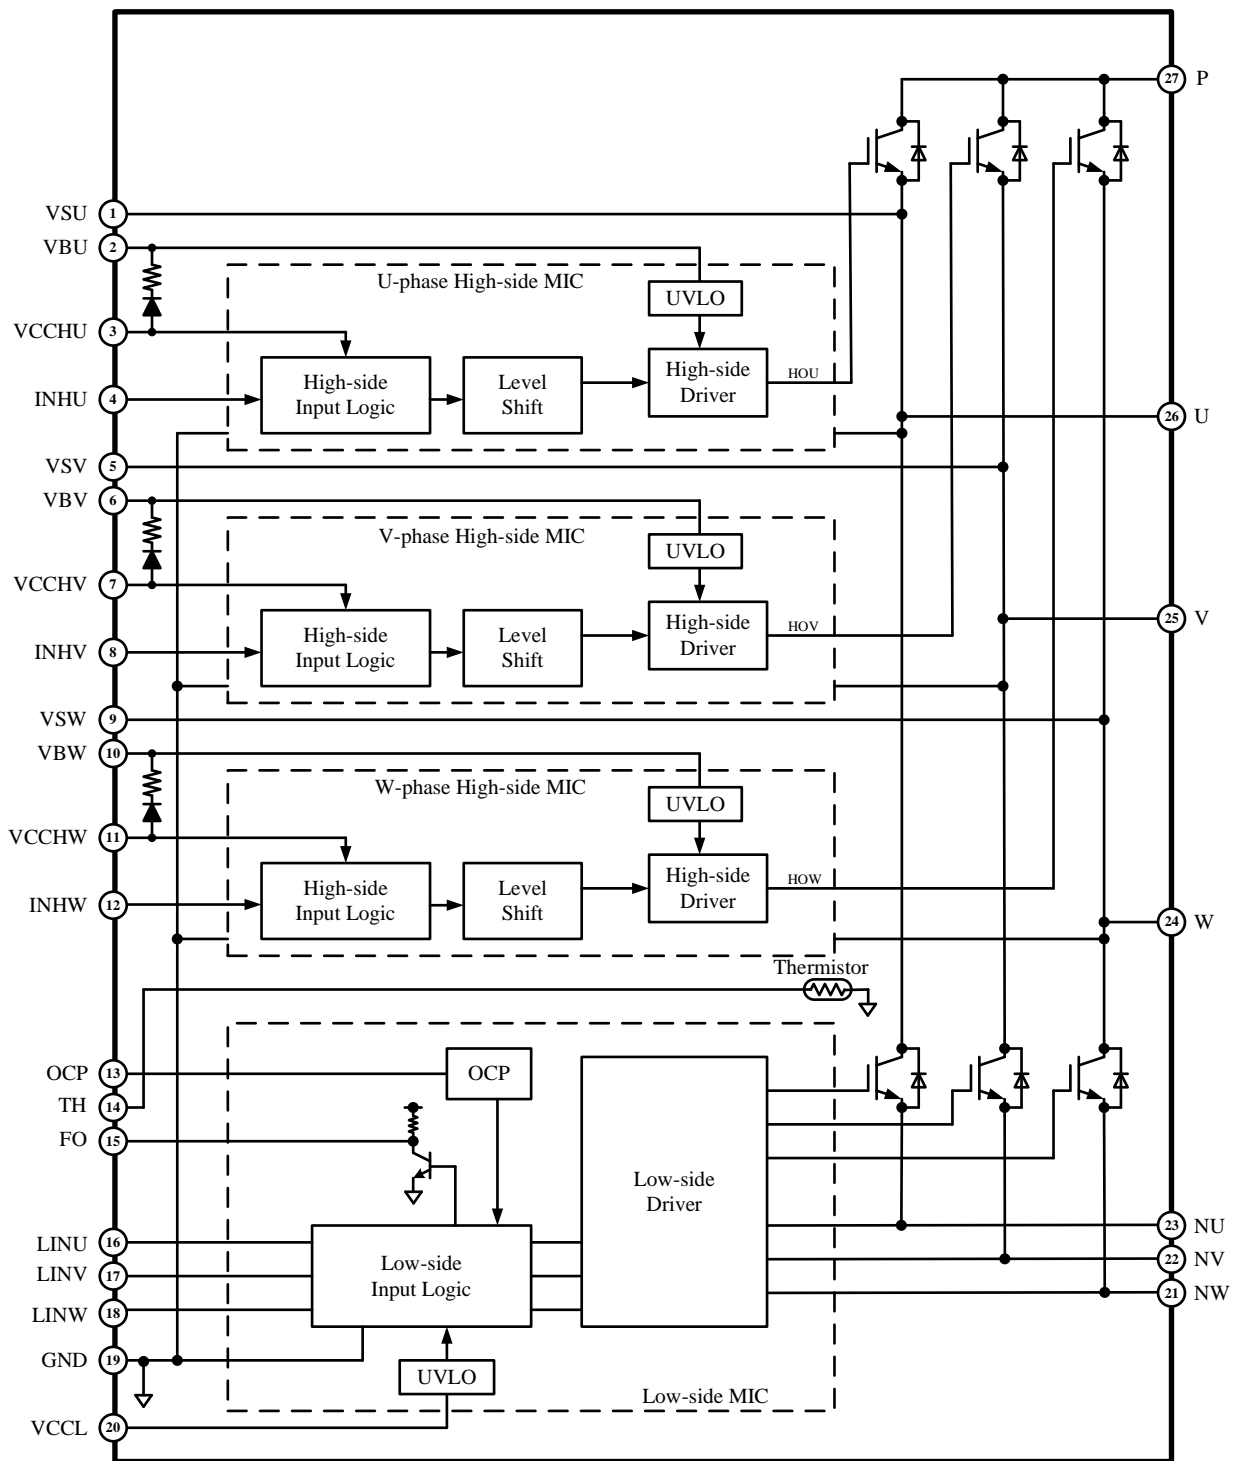 27 P
VSU 1
VBU 2
U-phase High-side MIC
UVLO
VCCHU 3
High-side
Input Logic
Level
Shift
High-side
Driver
HOU
INHU 4
26 U
VSV 5
VBV 6
V-phase High-side MIC
UVLO
VCCHV 7
High-side
Input Logic
Level
Shift
High-side
Driver
HOV
25 V
INHV 8
VSW 9
VBW 10
W-phase High-side MIC
UVLO
VCCHW 11
High-side
Input Logic
Level
Shift
High-side
Driver
HOW
INHW 12
24 W
Thermistor
OCP 13
OCP
TH 14
FO 15
Low-side
Driver
23 NU
LINU 16
Low-side
Input Logic
22 NV
LINV 17
21 NW
LINW 18
GND 19
UVLO
Low-side MIC
VCCL 20